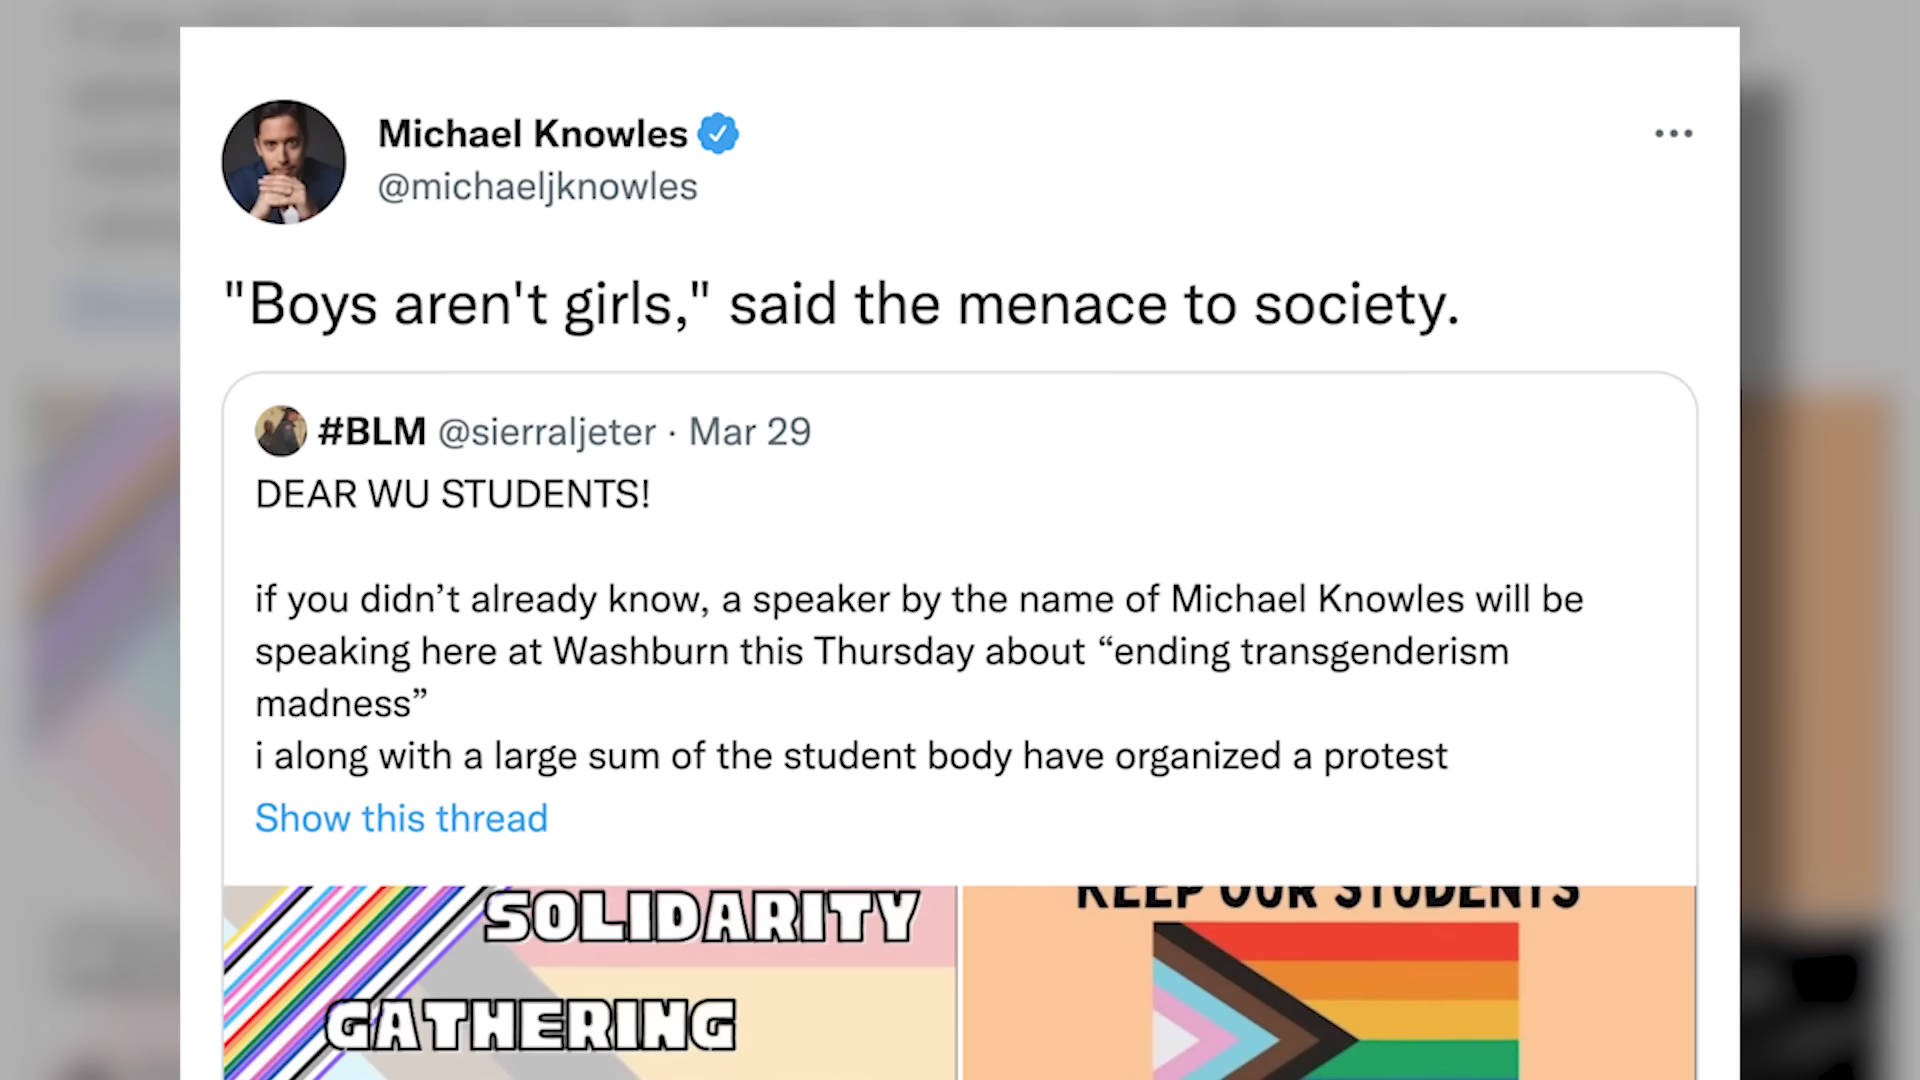 Michael Knowles
@michaeljknowles
"Boys aren't girls," said the menace to society.
#BLM @sierraljeter · Mar 29
DEAR WU STUDENTS!
if you didn’t already know, a speaker by the name of Michael Knowles will be
speaking here at Washburn this Thursday about “ending transgenderism
madness”
i along with a large sum of the student body have organized a protest
Show this thread
SOLIDARITY
GATHERING
KEEP OUR STUDENTS